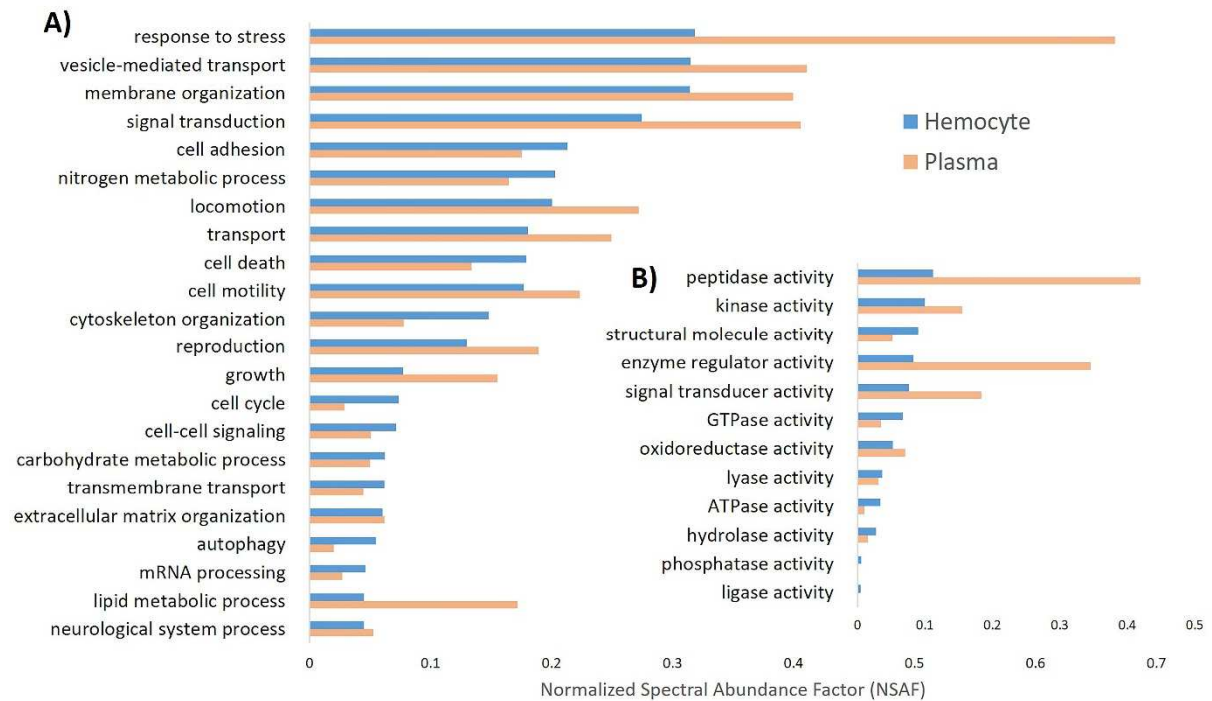 A)
response to stress
vesicle-mediated transport
membrane organization
signal transduction
cell adhesion
nitrogen metabolic process
locomotion
transport
cell death
cell motility
cytoskeleton organization
reproduction
growth
cell cycle
cell-cell signaling
carbohydrate metabolic process
transmembrane transport
extracellular matrix organization
autophagy
mRNA processing
lipid metabolic process
neurological system process
0 0.1 0.2 0.3 0.4 0.5 0.6 0.7
Normalized Spectral Abundance Factor (NSAF)
Hemocyte
Plasma
B)
peptidase activity
kinase activity
structural molecule activity
enzyme regulator activity
signal transducer activity
GTPase activity
oxidoreductase activity
lyase activity
ATPase activity
hydrolase activity
phosphatase activity
ligase activity
0 0.1 0.2 0.3 0.4 0.5